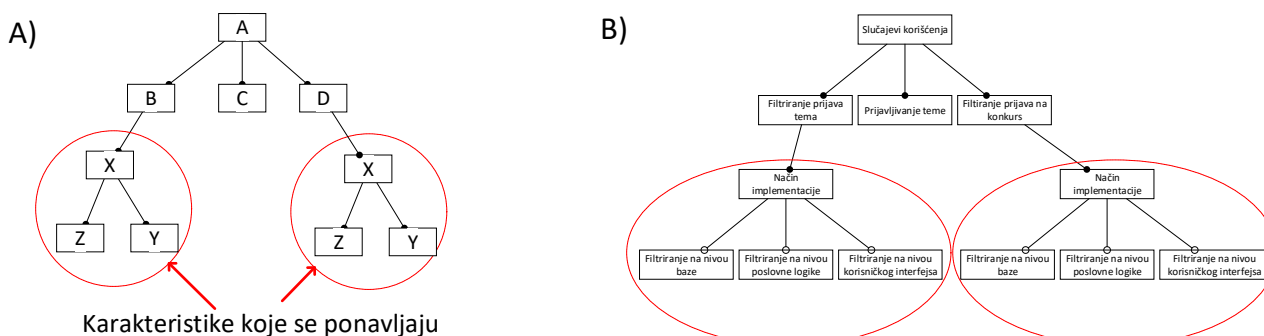 A)
A
B
C
D
X
X
Z
Y
Z
Y
Karakteristike koje se ponavljaju
B)
Slučajevi korišćenja
Filtriranje prijava
tema
Prijavljivanje teme
Filtiranje prijava na
konkurs
Način
implementacije
Način
implementacije
Filtriranje na nivou
baze
Filtriranje na nivou
poslovne logike
Filtriranje na nivou
korisničkog interfejsa
Filtriranje na nivou
baze
Filtriranje na nivou
poslovne logike
Filtriranje na nivou
korisničkog interfejsa